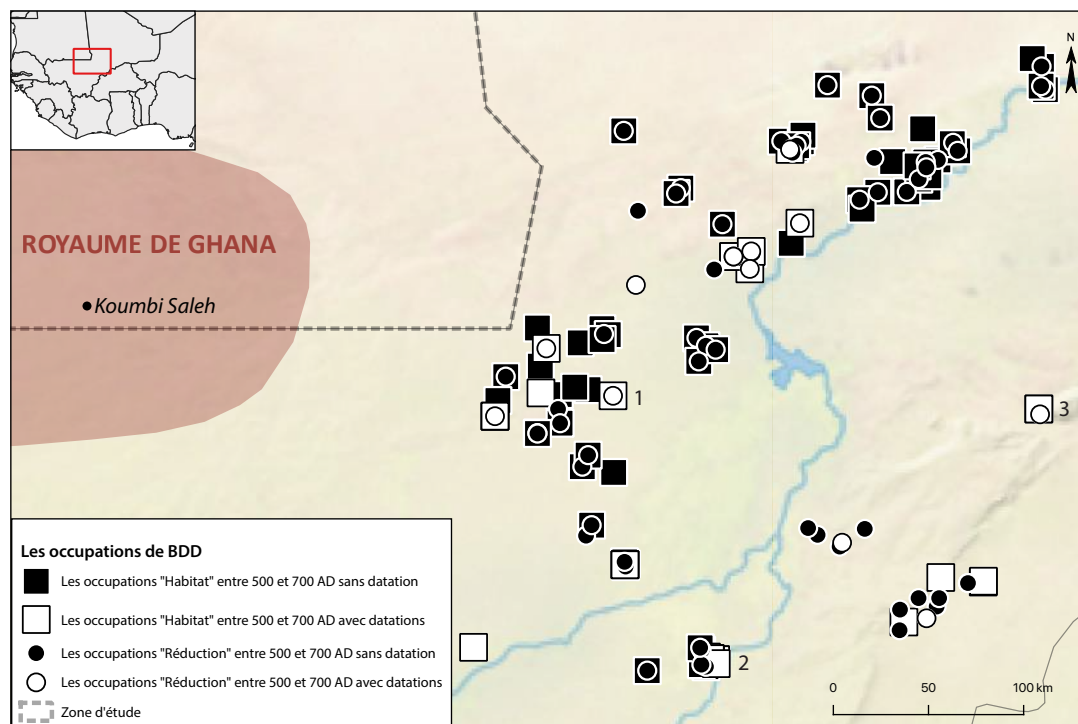 N
ROYAUME DE GHANA
Koumbi Saleh
1
3
2
Les occupations de BDD
Les occupations "Habitat" entre 500 et 700 AD sans datation
Les occupations "Habitat" entre 500 et 700 AD avec datations
Les occupations "Réduction" entre 500 et 700 AD sans datation
Les occupations "Réduction" entre 500 et 700 AD avec datations
Zone d'étude
0 50 100 km